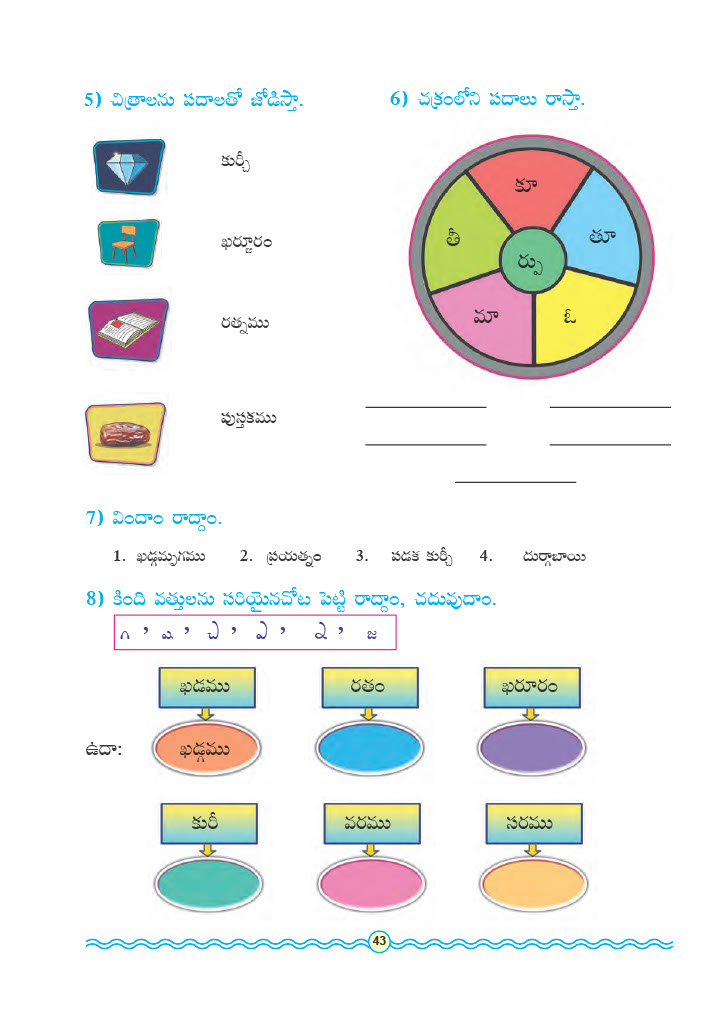 5) చిత్రాలను పదాలతో జోడిస్తా.
కుర్చీ
ఖర్జూరం
రత్నము
పుస్తకము
6) చక్రంలోని పదాలు రాస్తా.
కూ
తీ
తూ
ర్పు
మా
ఓ
7) విందాం రాద్దాం.
1. ఖడ్గమృగము 2. ప్రయత్నం 3. పడక కుర్చీ 4. దుర్గాబాయి
8) కింది వత్తులను సరియైనచోట పెట్టి రాద్దాం, చదువుదాం.
ఖడము రతం ఖరూరం
ఉదా: ఖడ్గము
కురీ వరము సరము
43